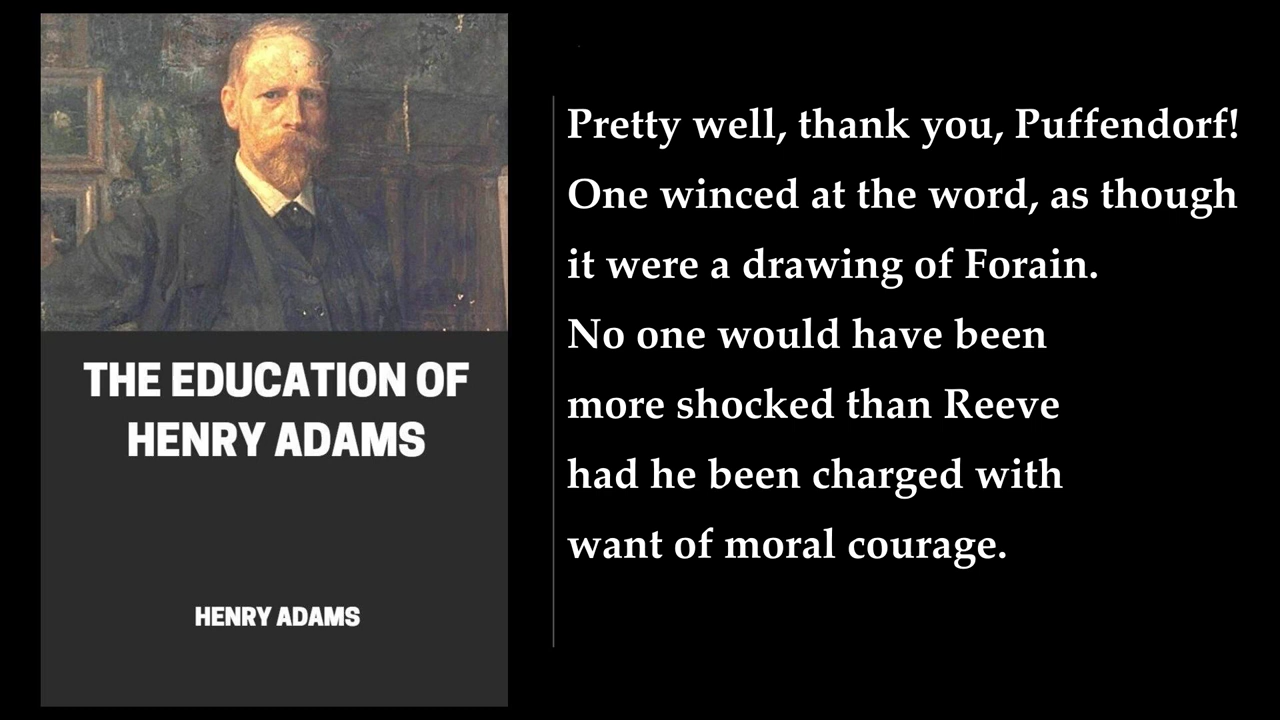 THE EDUCATION OF
HENRY ADAMS
HENRY ADAMS
Pretty well, thank you, Puffendorf!
One winced at the word, as though
it were a drawing of Forain.
No one would have been
more shocked than Reeve
had he been charged with
want of moral courage.